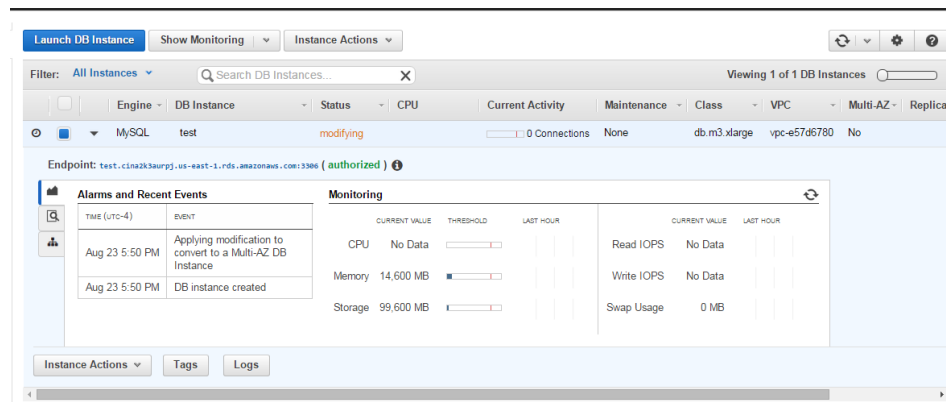 Launch DB Instance Show Monitoring Instance Actions
Filter: All Instances Search DB Instances... X Viewing 1 of 1 DB Instances
Engine DB Instance Status CPU Current Activity Maintenance Class VPC Multi-AZ Replica
MySQL test modifying 0 Connections None db.m3.xlarge vpc-e57d6780 No
Endpoint: test.cina2k3aurpj.us-east-1.rds.amazonaws.com:3306 ( authorized )
Alarms and Recent Events Monitoring
TIME (UTC-4) EVENT CURRENT VALUE THRESHOLD LAST HOUR CURRENT VALUE LAST HOUR
Aug 23 5:50 PM Applying modification to
convert to a Multi-AZ DB
Instance
CPU No Data Read IOPS No Data
Aug 23 5:50 PM DB instance created
Memory 14,600 MB Write IOPS No Data
Storage 99,600 MB Swap Usage 0 MB
Instance Actions Tags Logs